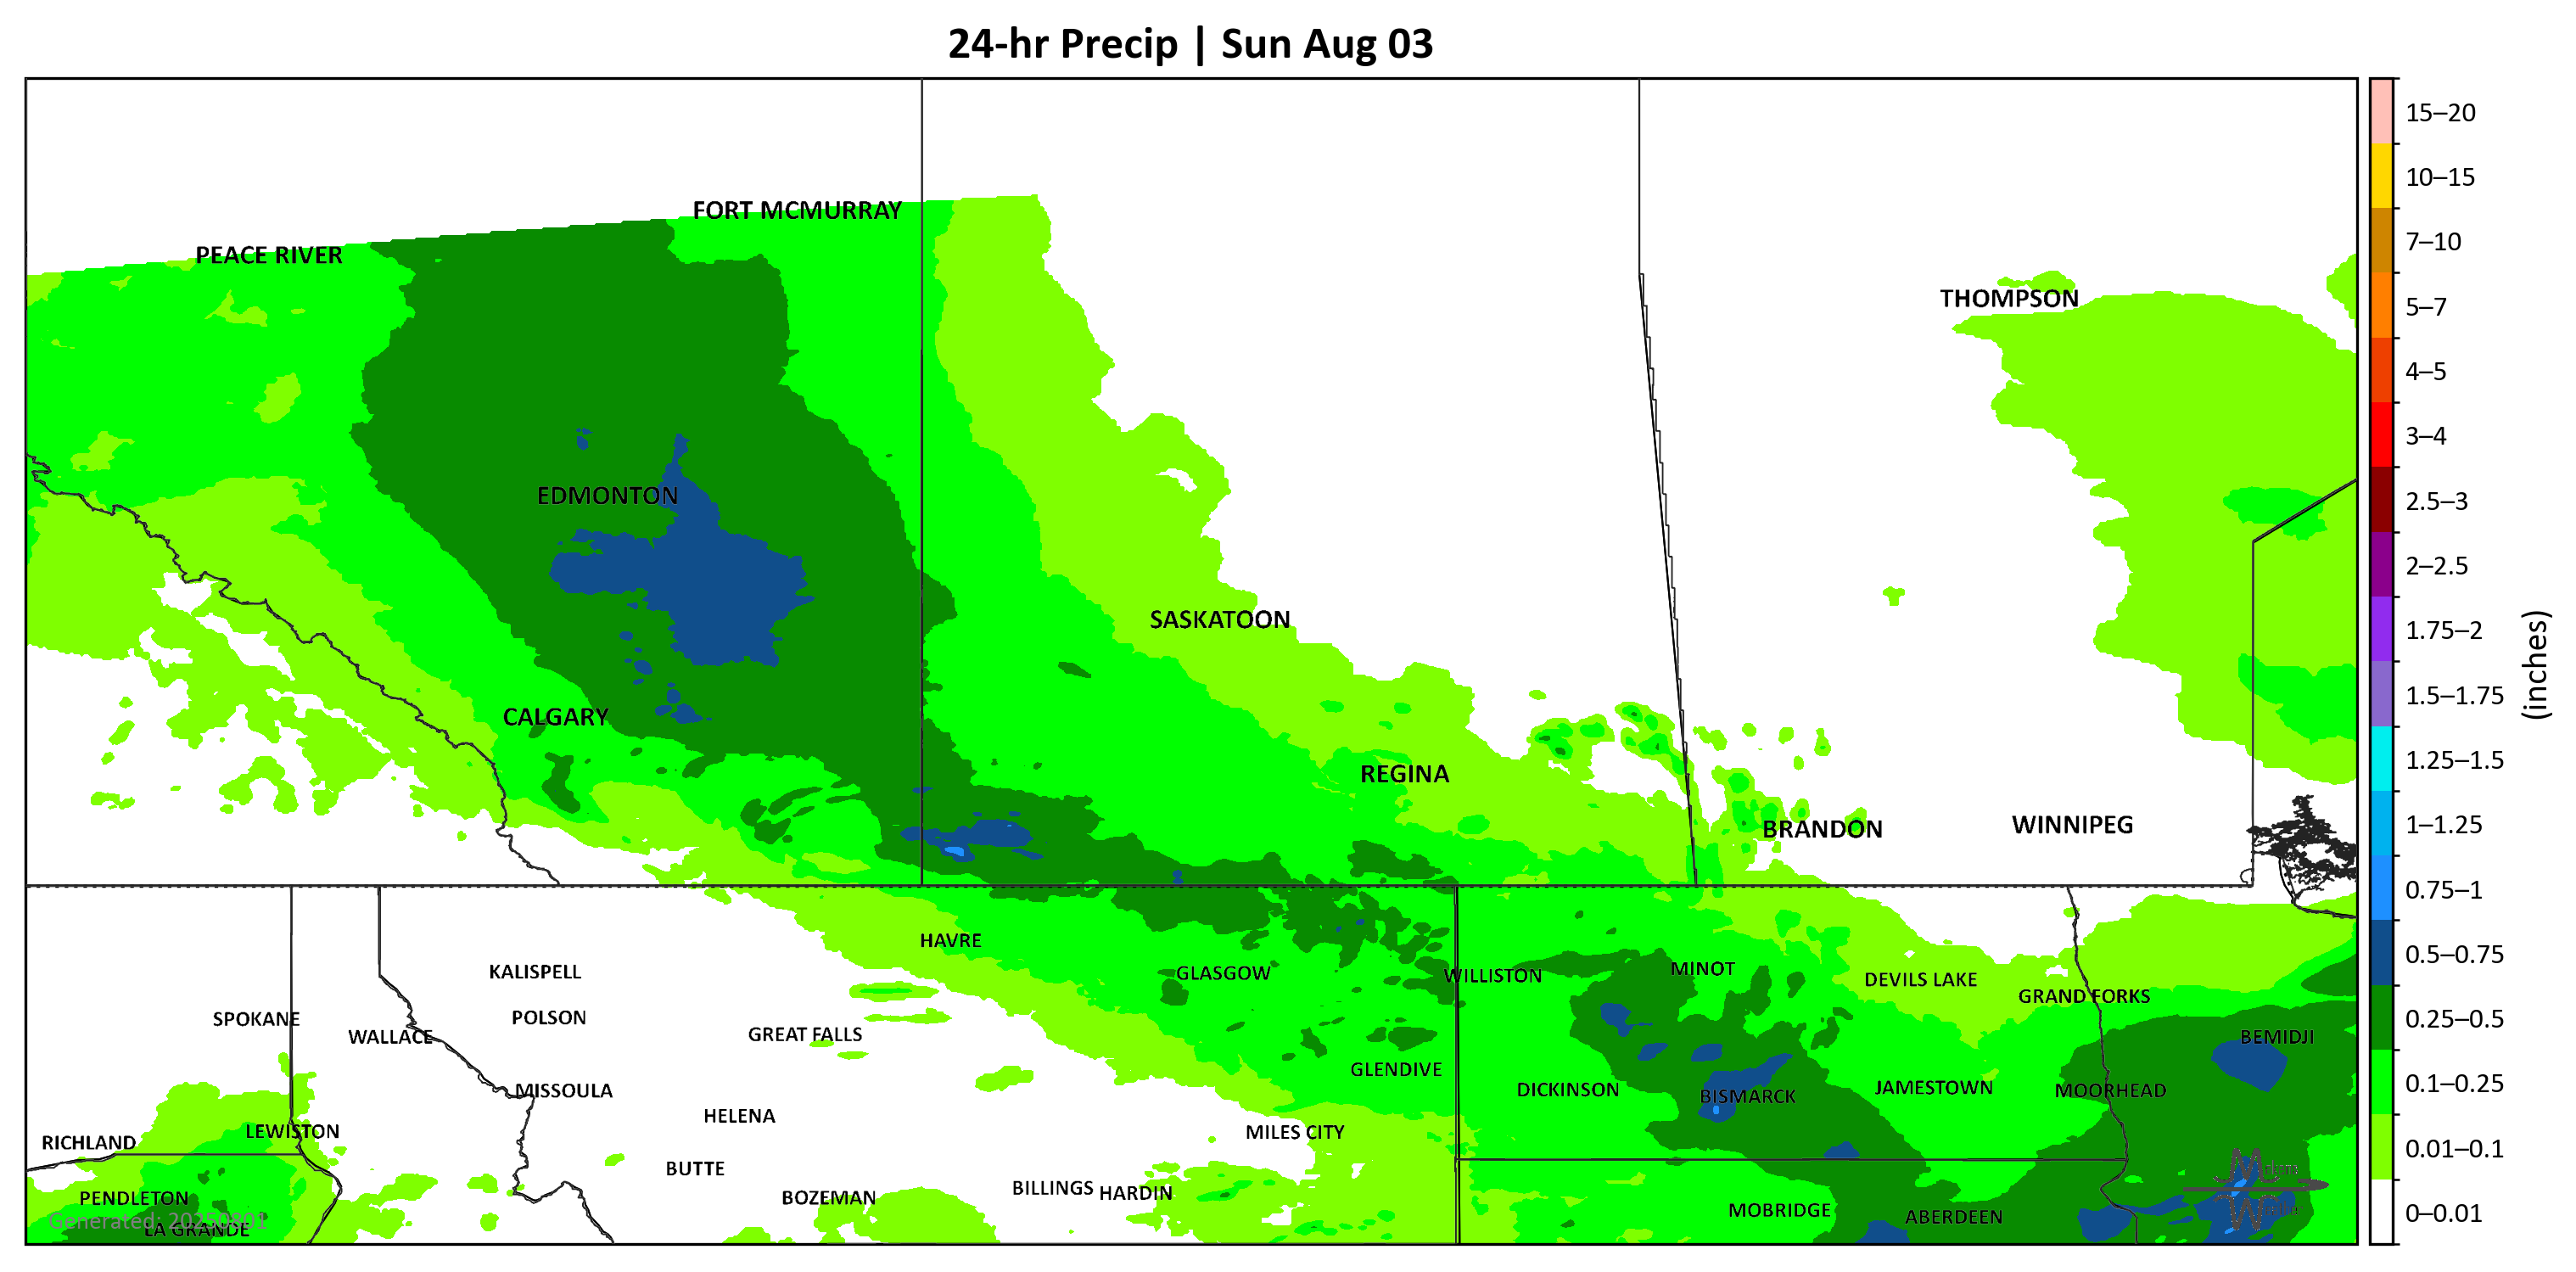 24-hr Precip | Sun Aug 03
FORT MCMURRAY
PEACE RIVER
THOMPSON
EDMONTON
SASKATOON
CALGARY
REGINA
BRANDON
WINNIPEG
HAVRE
KALISPELL
GLASGOW
WILLISTON
MINOT
DEVILS LAKE
GRAND FORKS
SPOKANE
POLSON
WALLACE
GREAT FALLS
BEMIDJI
GLENDIVE
MISSOULA
DICKINSON
BISMARCK
JAMESTOWN
MOORHEAD
HELENA
LEWISTON
MILES CITY
RICHLAND
BUTTE
PENDLETON
BOZEMAN
BILLINGS
HARDIN
MOBRIDGE
ABERDEEN
Generated: 20250801
LA GRANDE
15–20
10–15
7–10
5–7
4–5
3–4
2.5–3
2–2.5
1.75–2
1.5–1.75
1.25–1.5
1–1.25
0.75–1
0.5–0.75
0.25–0.5
0.1–0.25
0.01–0.1
0–0.01
(inches)